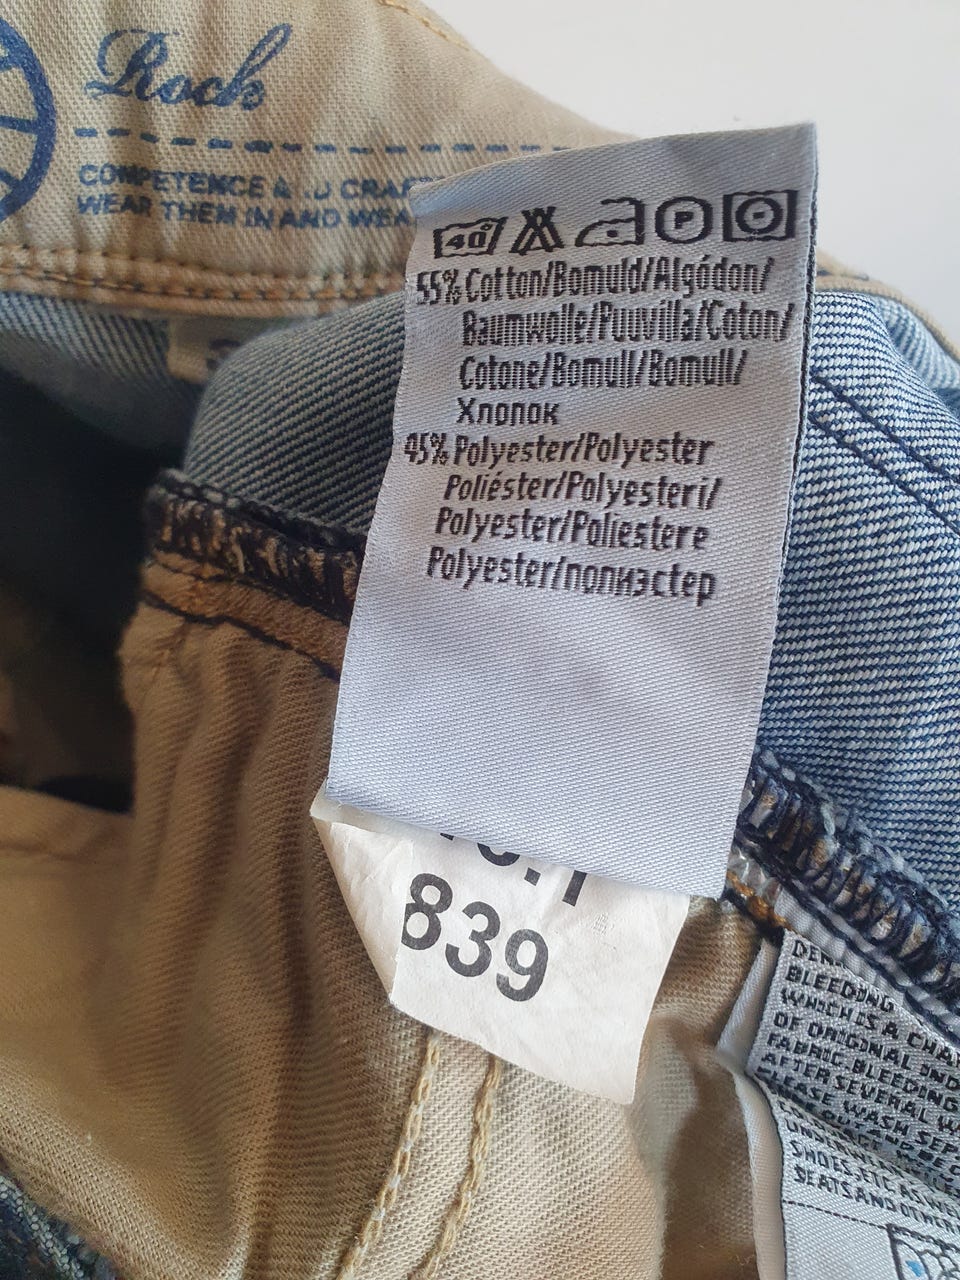 Rock
COMPETENCE
WEAR THEM IN AND
40°
P
55% Cotton/Bomuld/Algódon/
Baumwolle/Puuvilla/Coton/
Cotone/Bomull/Bomull/
Хлопок
45% Polyester/Polyester
Poliéster/Polyesteri/
Polyester/Poliestere
Polyester/полиэстер
839
BLEEDING
WHICH IS A
OF ORIGINAL
FABRIC. BLEEDING
AFTER SEVERAL
PLEASE WASH
SHOES ETC
SEATS AND